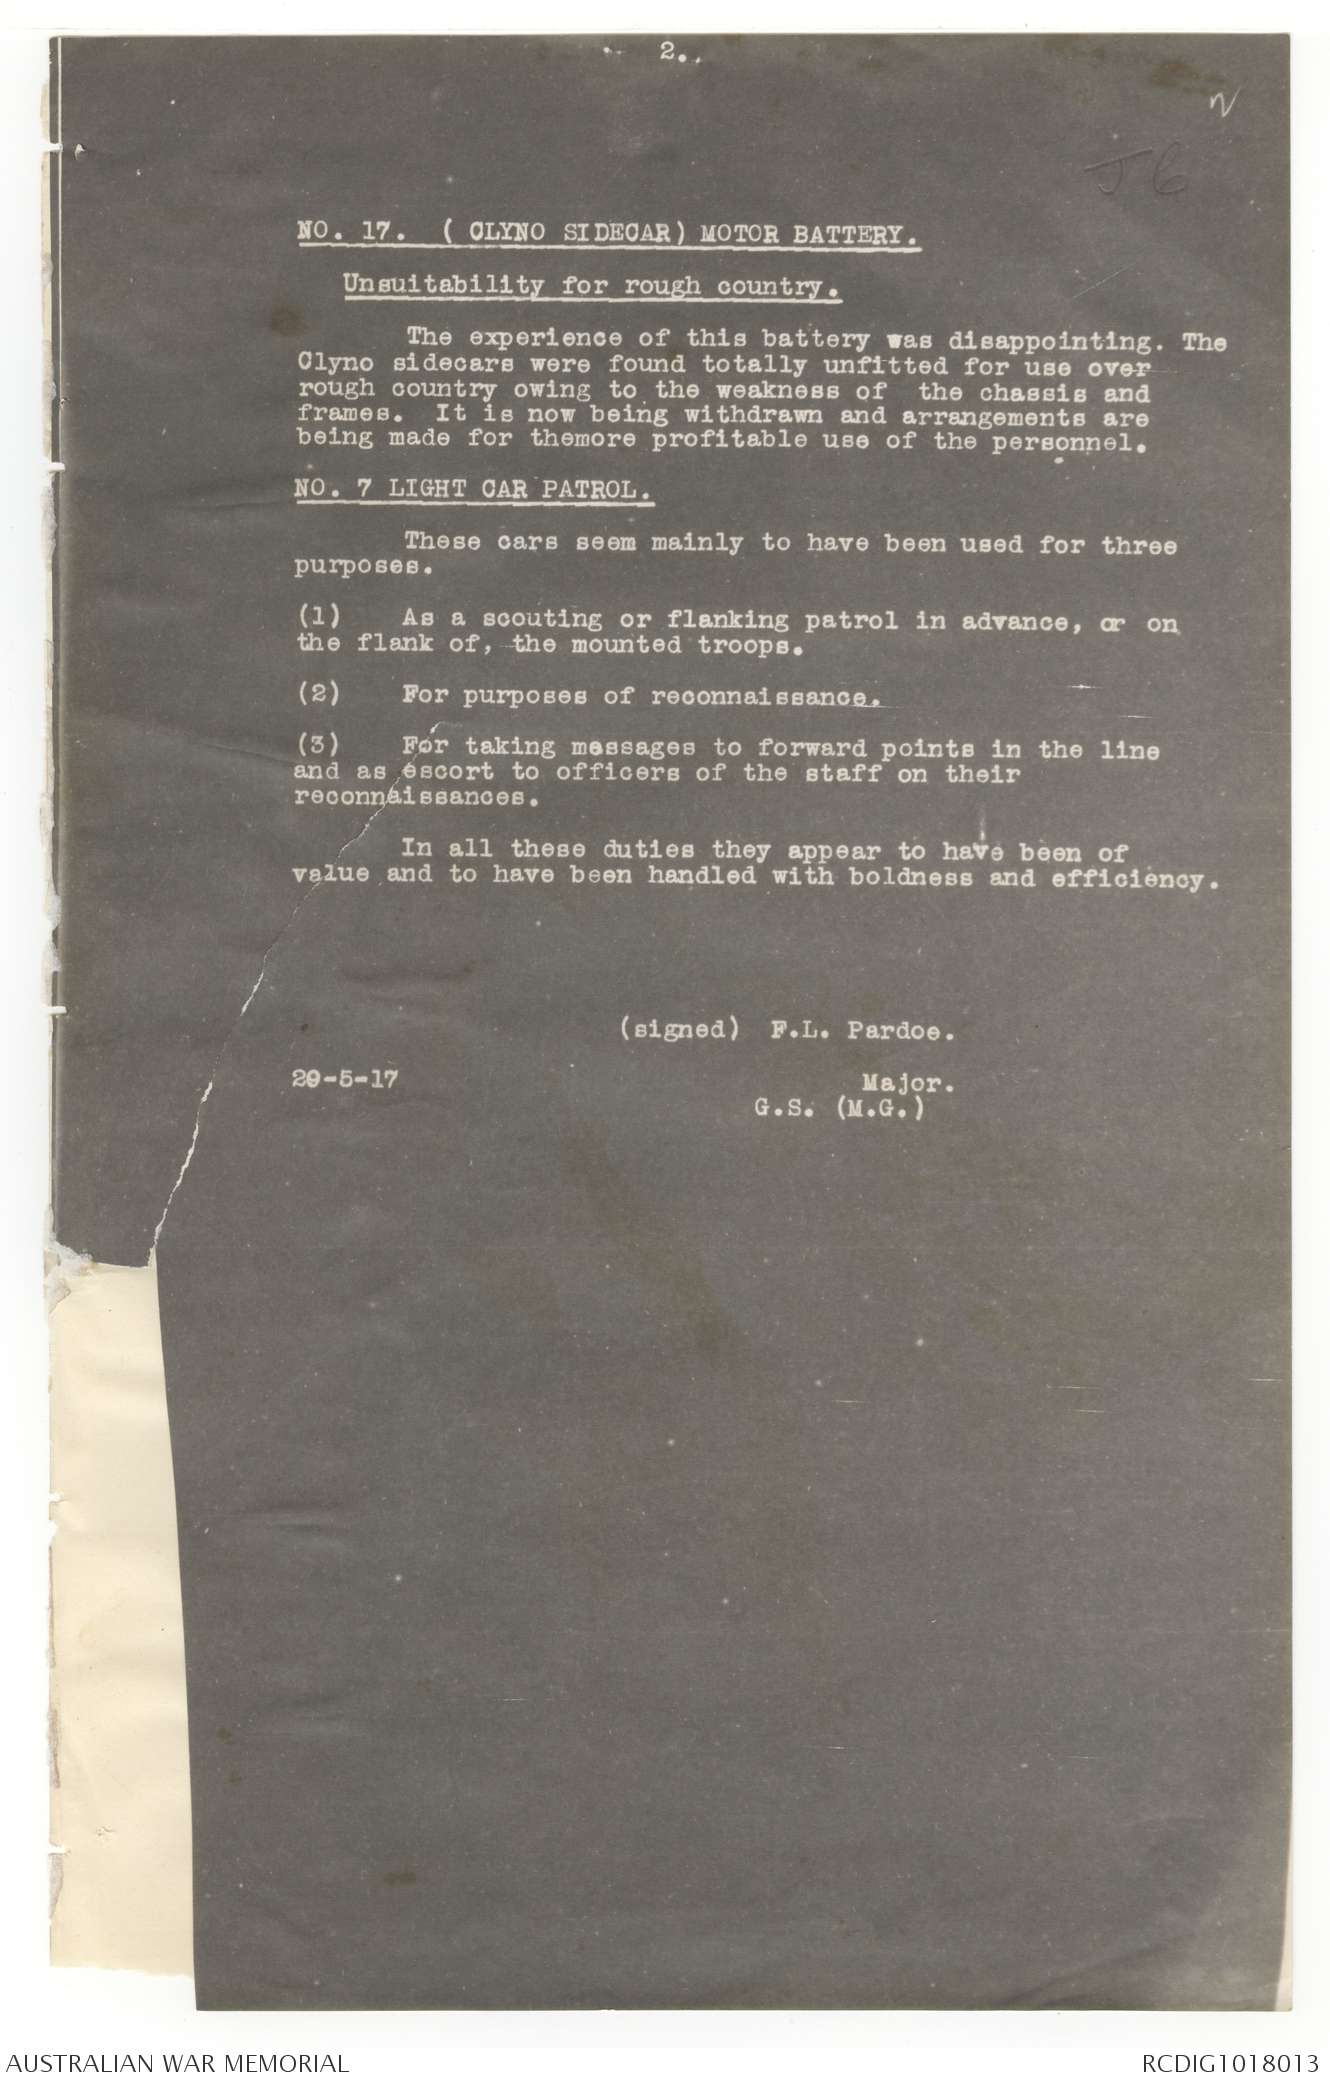 2.
2
J6
NO. 17. ( CLYNO SIDECAR) MOTOR BATTERY.
Unsuitability for rough country.
The experience of this battery was disappointing. The
Clyno sidecars were found totally unfitted for use over
rough country owing to the weakness of the chassis and
frames. It is now being withdrawn and arrangements are
being made for themore profitable use of the personnel.
NO. 7 LIGHT CAR PATROL.
These cars seem mainly to have been used for three
purposes.
(1) As a scouting or flanking patrol in advance, or on
the flank of, the mounted troops.
(2) For purposes of reconnaissance.
(3) For taking messages to forward points in the line
and as escort to officers of the staff on their
reconnaissances.
In all these duties they appear to have been of
value and to have been handled with boldness and efficiency.
(signed) F.L. Pardoe.
29-5-17 Major.
G.S. (M.G.)
AUSTRALIAN WAR MEMORIAL RCDIG1018013